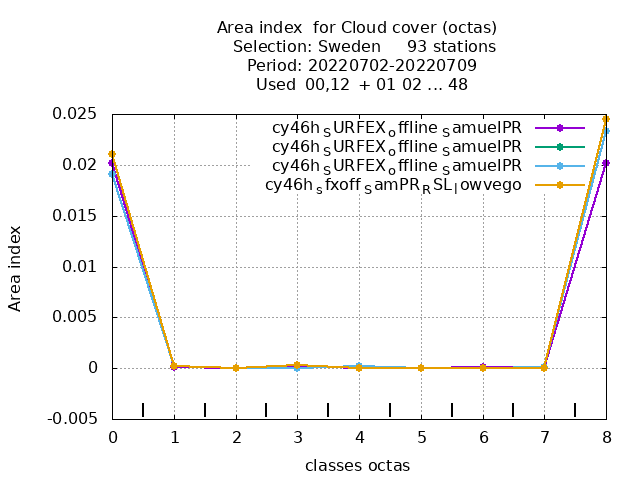 Area index  for Cloud cover (octas)
Selection: Sweden     93 stations
Period: 20220702-20220709
Used  00,12  + 01 02 ... 48
cy46h_SURFEX_offline_SamuelPR
cy46h_SURFEX_offline_SamuelPR
cy46h_SURFEX_offline_SamuelPR
cy46h_sfxoff_SamPR_RSL_lowvego
0.025
0.02
0.015
0.01
0.005
0
-0.005
Area index
0 1 2 3 4 5 6 7 8
classes octas